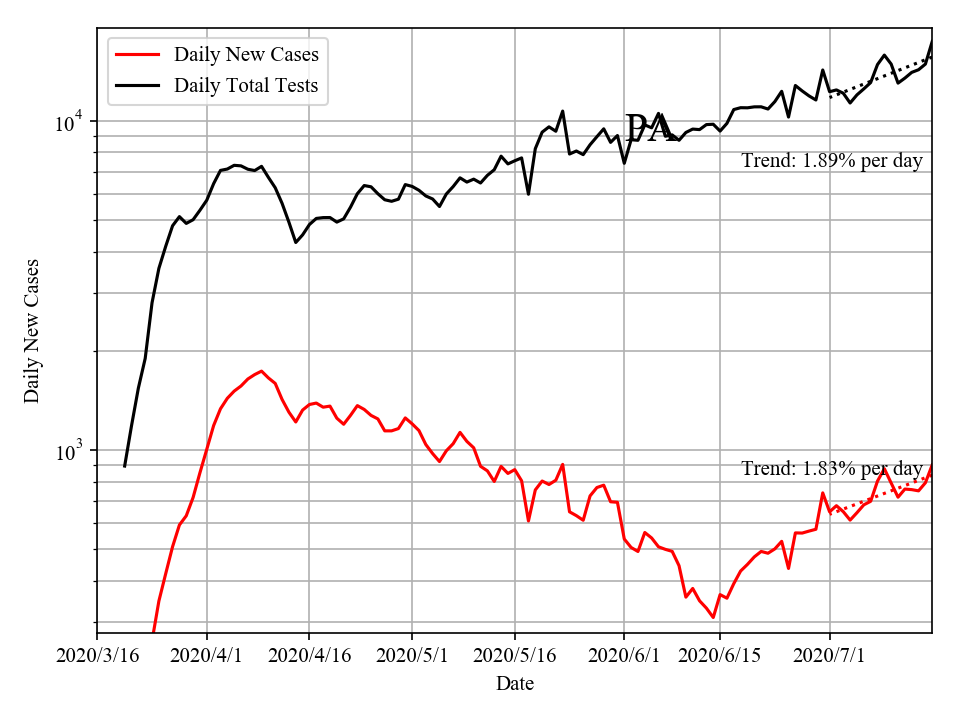 Daily New Cases
Daily Total Tests
10^4
PA
Trend: 1.89% per day
Daily New Cases
10^3
Trend: 1.83% per day
2020/3/16 2020/4/1 2020/4/16 2020/5/1 2020/5/16 2020/6/1 2020/6/15 2020/7/1
Date